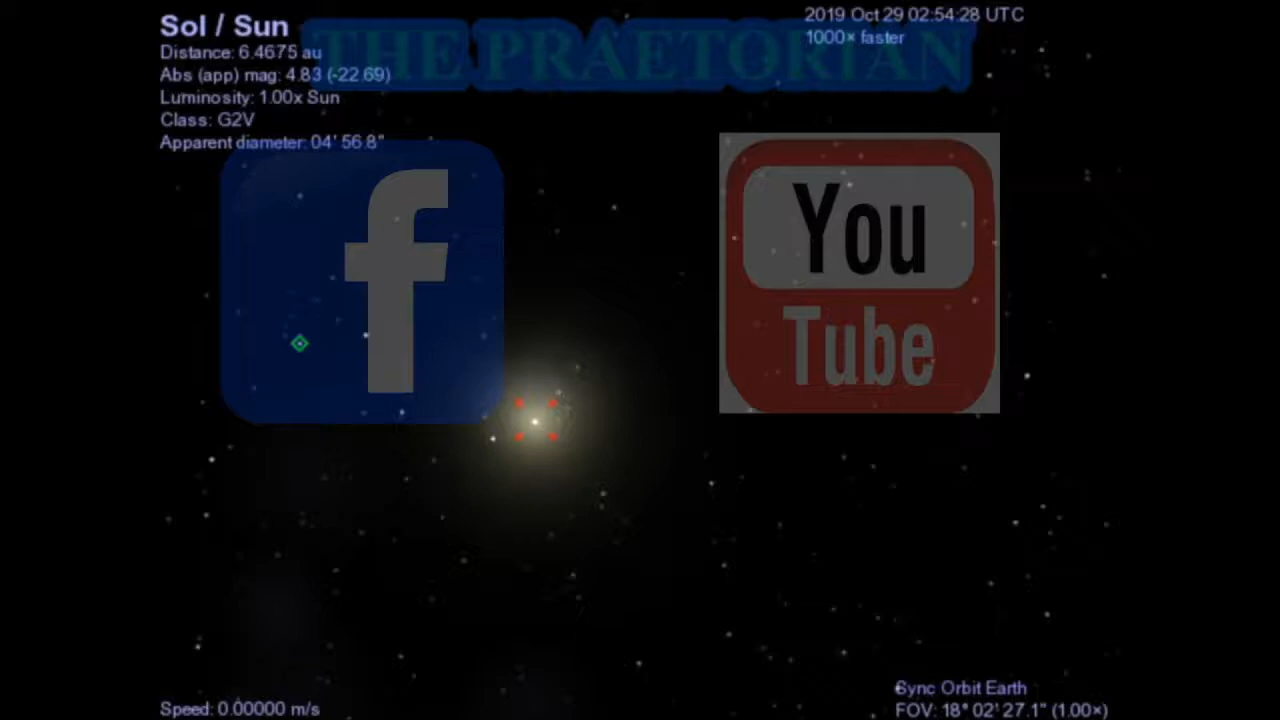 Sol / Sun
Distance: 6.4675 au
Abs (app) mag: 4.83 (-22.69)
Luminosity: 1.00x Sun
Class: G2V
Apparent diameter: 04' 56.8"
THE PRAETORIAN
2019 Oct 29 02:54:28 UTC
1000× faster
f
You
Tube
Speed: 0.00000 m/s
Sync Orbit Earth
FOV: 18° 02' 27.1" (1.00×)